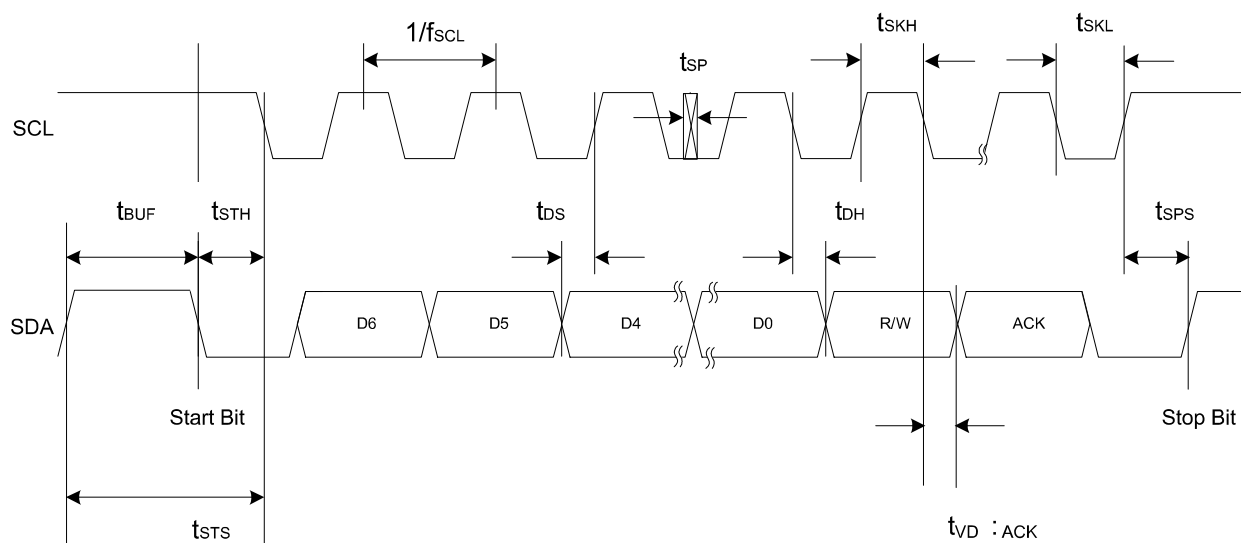 1/fSCL
tSKH
tSKL
tSP
SCL
tBUF
tSTH
tDS
tDH
tSPS
SDA
D6
D5
D4
D0
R/W
ACK
Start Bit
Stop Bit
tSTS
tVD :ACK